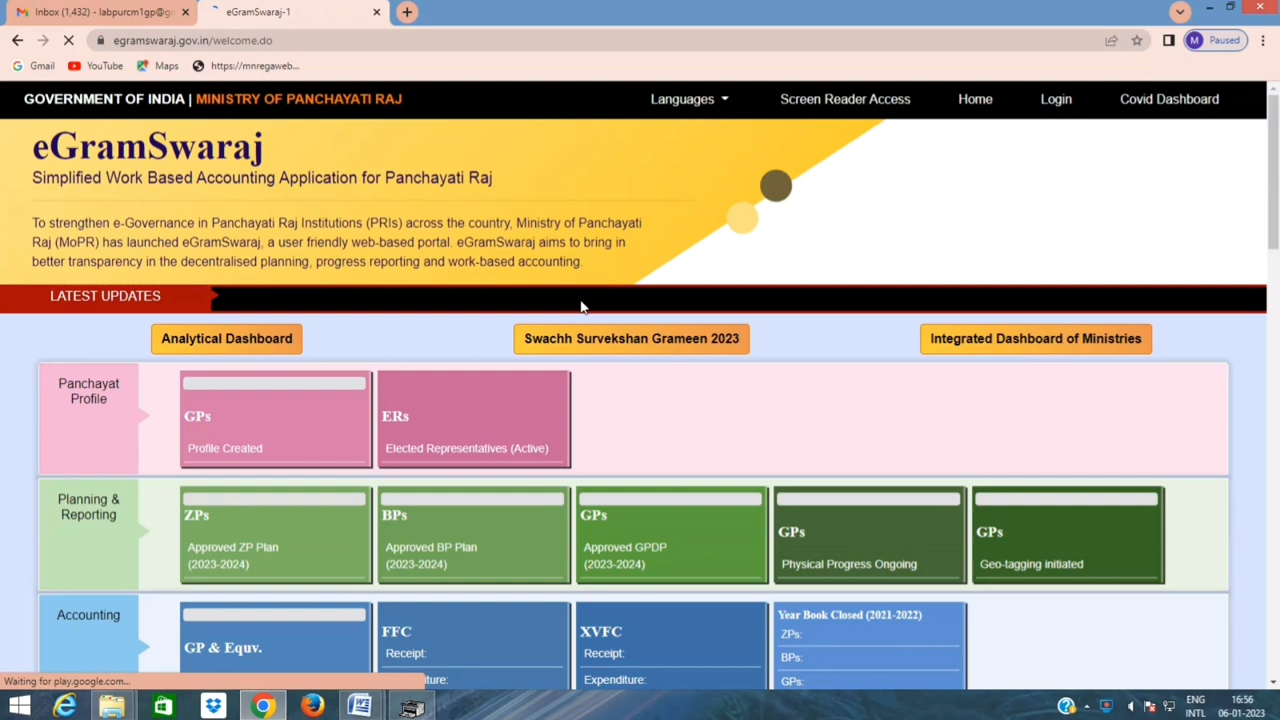 Inbox (1,432) - labpurcm1gp@g
eGramSwaraj-1
egramswaraj.gov.in/welcome.do
M Paused
Gmail YouTube Maps https://mnregaweb...
GOVERNMENT OF INDIA | MINISTRY OF PANCHAYATI RAJ
Languages Screen Reader Access Home Login Covid Dashboard
eGramSwaraj
Simplified Work Based Accounting Application for Panchayati Raj
To strengthen e-Governance in Panchayati Raj Institutions (PRIs) across the country, Ministry of Panchayati
Raj (MoPR) has launched eGramSwaraj, a user friendly web-based portal. eGramSwaraj aims to bring in
better transparency in the decentralised planning, progress reporting and work-based accounting.
LATEST UPDATES
Analytical Dashboard Swachh Survekshan Grameen 2023 Integrated Dashboard of Ministries
Panchayat
Profile
GPs
Profile Created
ERs
Elected Representatives (Active)
Planning &
Reporting
ZPs
Approved ZP Plan
(2023-2024)
BPs
Approved BP Plan
(2023-2024)
GPs
Approved GPDP
(2023-2024)
GPs
Physical Progress Ongoing
GPs
Geo-tagging initiated
Accounting
GP & Equv.
FFC
Receipt:
ture:
XVFC
Receipt:
Expenditure:
Year Book Closed (2021-2022)
ZPs:
BPs:
GPs:
Waiting for play.google.com...
ENG
INTL
16:56
06-01-2023